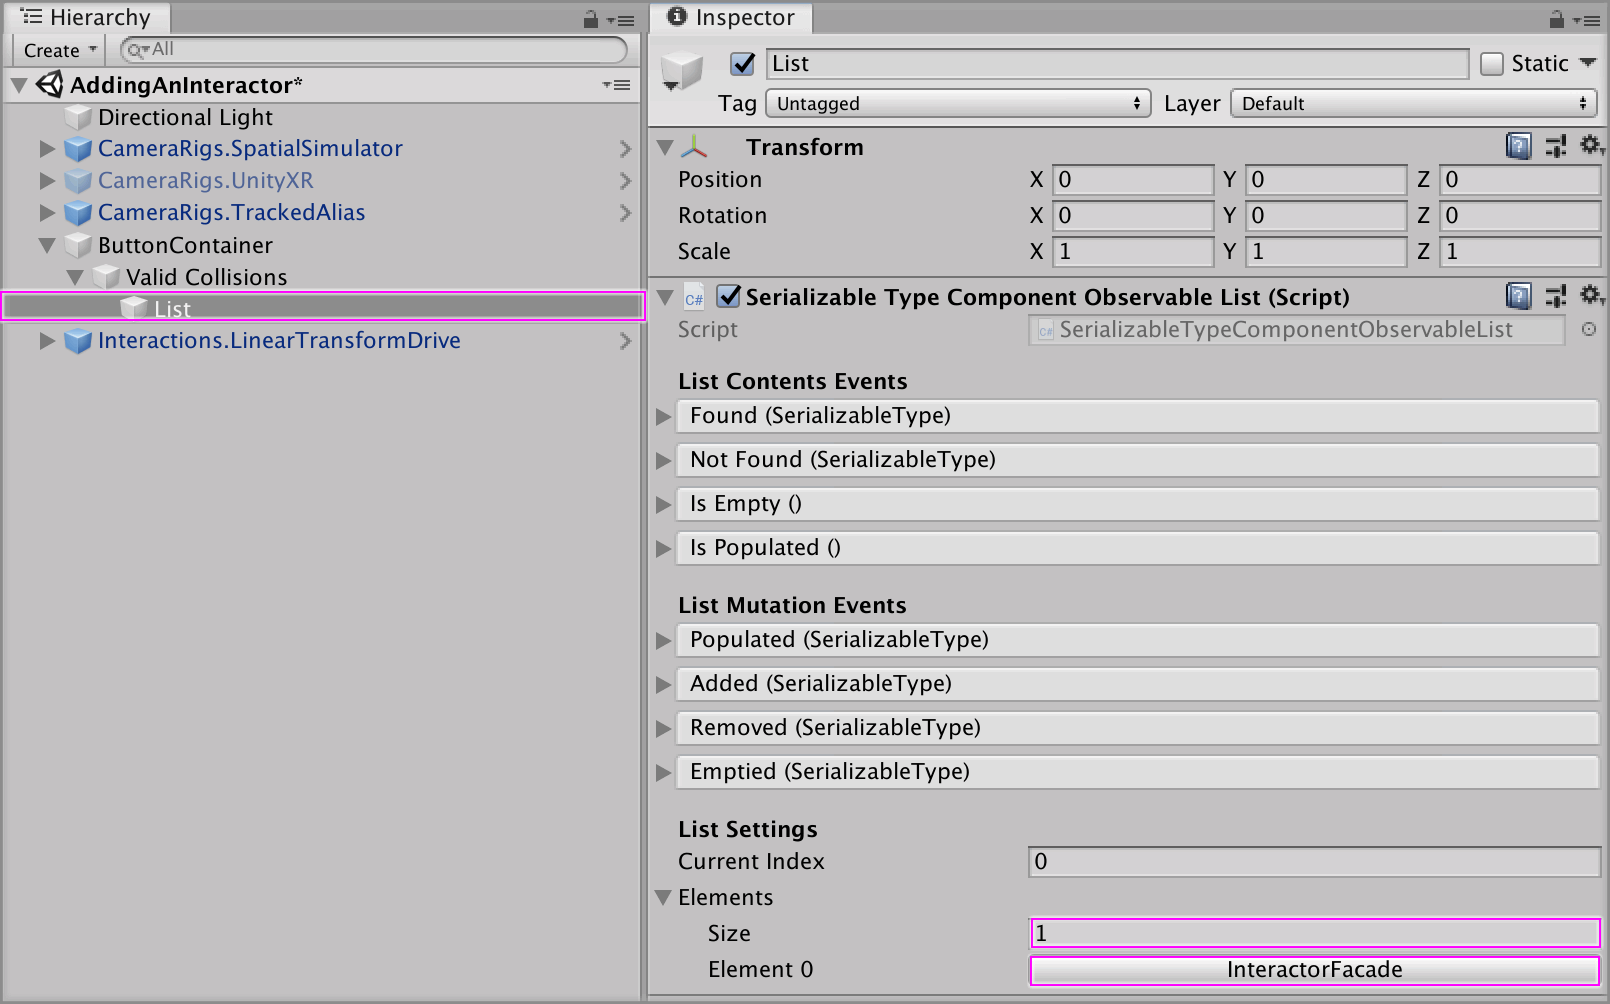 Hierarchy
Create
All
AddingAnInteractor*
Directional Light
CameraRigs.SpatialSimulator
CameraRigs.UnityXR
CameraRigs.TrackedAlias
ButtonContainer
Valid Collisions
List
Interactions.LinearTransformDrive
Inspector
List
Static
Tag Untagged Layer Default
Transform
Position X 0 Y 0 Z 0
Rotation X 0 Y 0 Z 0
Scale X 1 Y 1 Z 1
C# Serializable Type Component Observable List (Script)
Script C# SerializableTypeComponentObservableList
List Contents Events
Found (SerializableType)
Not Found (SerializableType)
Is Empty ()
Is Populated ()
List Mutation Events
Populated (SerializableType)
Added (SerializableType)
Removed (SerializableType)
Emptied (SerializableType)
List Settings
Current Index 0
Elements
Size 1
Element 0 InteractorFacade